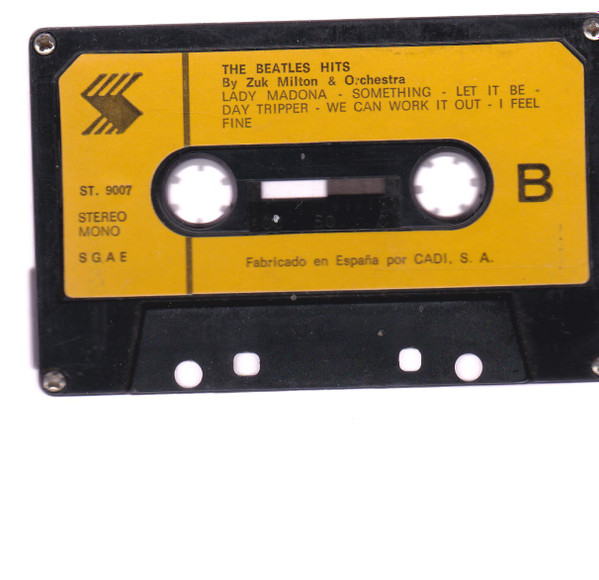 THE BEATLES HITS
By Zuk Milton & Orchestra
LADY MADONA - SOMETHING - LET IT BE -
DAY TRIPPER - WE CAN WORK IT OUT - I FEEL
FINE
B
ST. 9007
STEREO
MONO
S G A E
Fabricado en España por CADI. S. A.